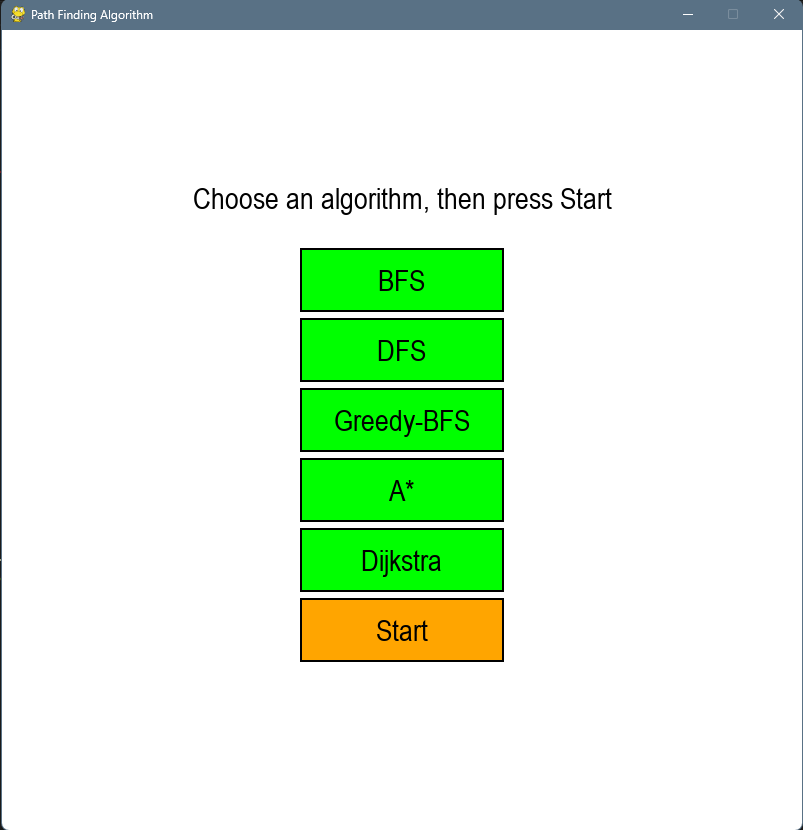 Path Finding Algorithm
Choose an algorithm, then press Start
BFS
DFS
Greedy-BFS
A*
Dijkstra
Start